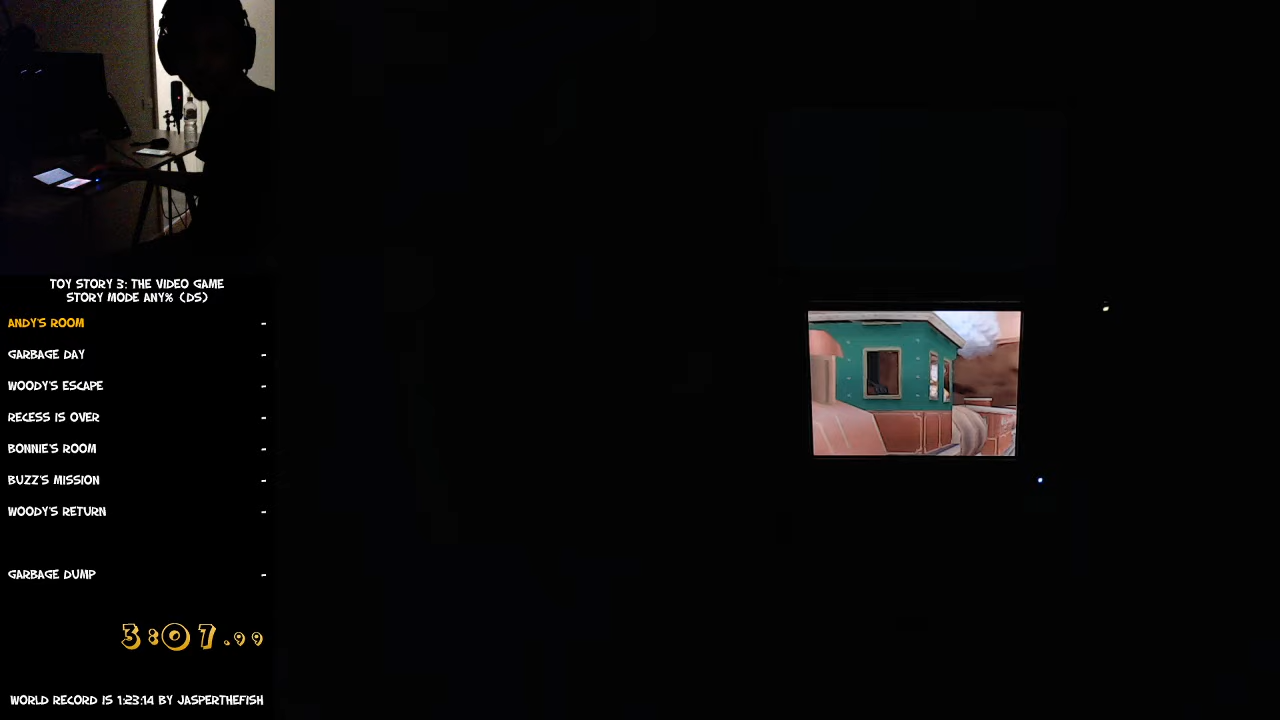 TOY STORY 3: THE VIDEO GAME
STORY MODE ANY% (DS)
ANDY'S ROOM -
GARBAGE DAY -
WOODY'S ESCAPE -
RECESS IS OVER -
BONNIE'S ROOM -
BUZZ'S MISSION -
WOODY'S RETURN -
GARBAGE DUMP -
3:07.99
WORLD RECORD IS 1:23:14 BY JASPERTHEFISH